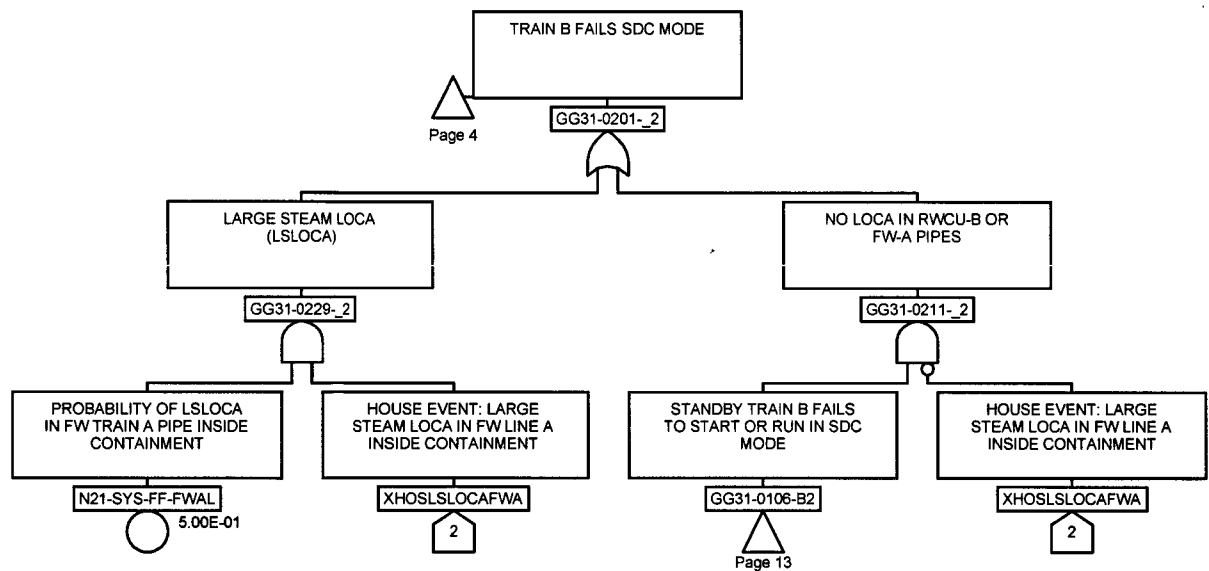 TRAIN B FAILS SDC MODE
Page 4
GG31-0201-_2
LARGE STEAM LOCA
(LSLOCA)
GG31-0229-_2
NO LOCA IN RWCU-B OR
FW-A PIPES
GG31-0211-_2
PROBABILITY OF LSLOCA
IN FW TRAIN A PIPE INSIDE
CONTAINMENT
N21-SYS-FF-FWAL
5.00E-01
HOUSE EVENT: LARGE
STEAM LOCA IN FW LINE A
INSIDE CONTAINMENT
XHOSLSLOCAFWA
2
STANDBY TRAIN B FAILS
TO START OR RUN IN SDC
MODE
GG31-0106-B2
Page 13
HOUSE EVENT: LARGE
STEAM LOCA IN FW LINE A
INSIDE CONTAINMENT
XHOSLSLOCAFWA
2